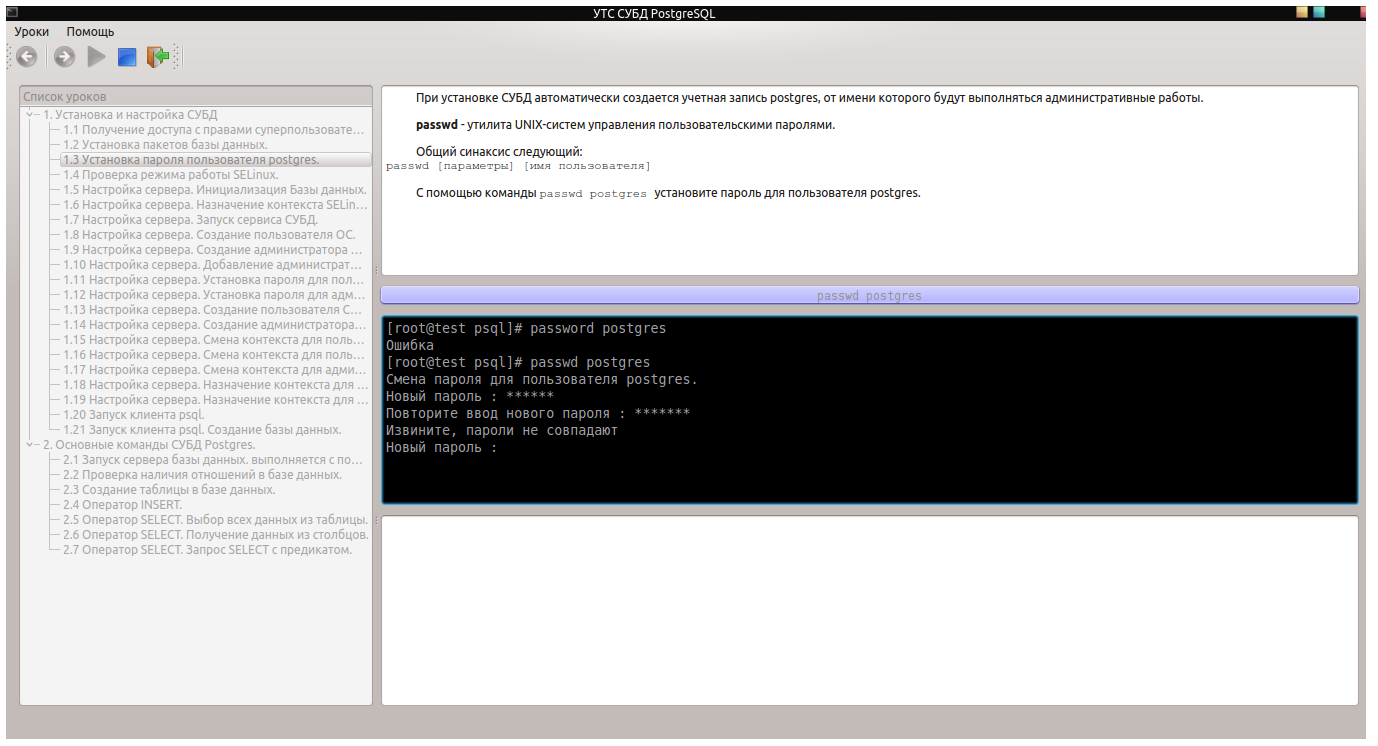 УТС СУБД PostgreSQL
Уроки Помощь
Список уроков
1. Установка и настройка СУБД
1.1 Получение доступа с правами суперпользовате...
1.2 Установка пакетов базы данных.
1.3 Установка пароля пользователя postgres.
1.4 Проверка режима работы SELinux.
1.5 Настройка сервера. Инициализация Базы данных.
1.6 Настройка сервера. Назначение контекста SELin...
1.7 Настройка сервера. Запуск сервиса СУБД.
1.8 Настройка сервера. Создание пользователя ОС.
1.9 Настройка сервера. Создание администратора ...
1.10 Настройка сервера. Добавление администрат...
1.11 Настройка сервера. Установка пароля для пол...
1.12 Настройка сервера. Установка пароля для адм...
1.13 Настройка сервера. Создание пользователя С...
1.14 Настройка сервера. Создание администратора...
1.15 Настройка сервера. Смена контекста для поль...
1.16 Настройка сервера. Смена контекста для поль...
1.17 Настройка сервера. Смена контекста для адми...
1.18 Настройка сервера. Назначение контекста для ...
1.19 Настройка сервера. Назначение контекста для ...
1.20 Запуск клиента psql.
1.21 Запуск клиента psql. Создание базы данных.
2. Основные команды СУБД Postgres.
2.1 Запуск сервера базы данных. выполняется с по...
2.2 Проверка наличия отношений в базе данных.
2.3 Создание таблицы в базе данных.
2.4 Оператор INSERT.
2.5 Оператор SELECT. Выбор всех данных из таблицы.
2.6 Оператор SELECT. Получение данных из столбцов.
2.7 Оператор SELECT. Запрос SELECT с предикатом.
При установке СУБД автоматически создается учетная запись postgres, от имени которого будут выполняться административные работы.
passwd - утилита UNIX-систем управления пользовательскими паролями.
Общий синаксис следующий:
passwd [параметры] [имя пользователя]
С помощью команды passwd postgres установите пароль для пользователя postgres.
passwd postgres
[root@test psql]# password postgres
Ошибка
[root@test psql]# passwd postgres
Смена пароля для пользователя postgres.
Новый пароль : ******
Повторите ввод нового пароля : *******
Извините, пароли не совпадают
Новый пароль :